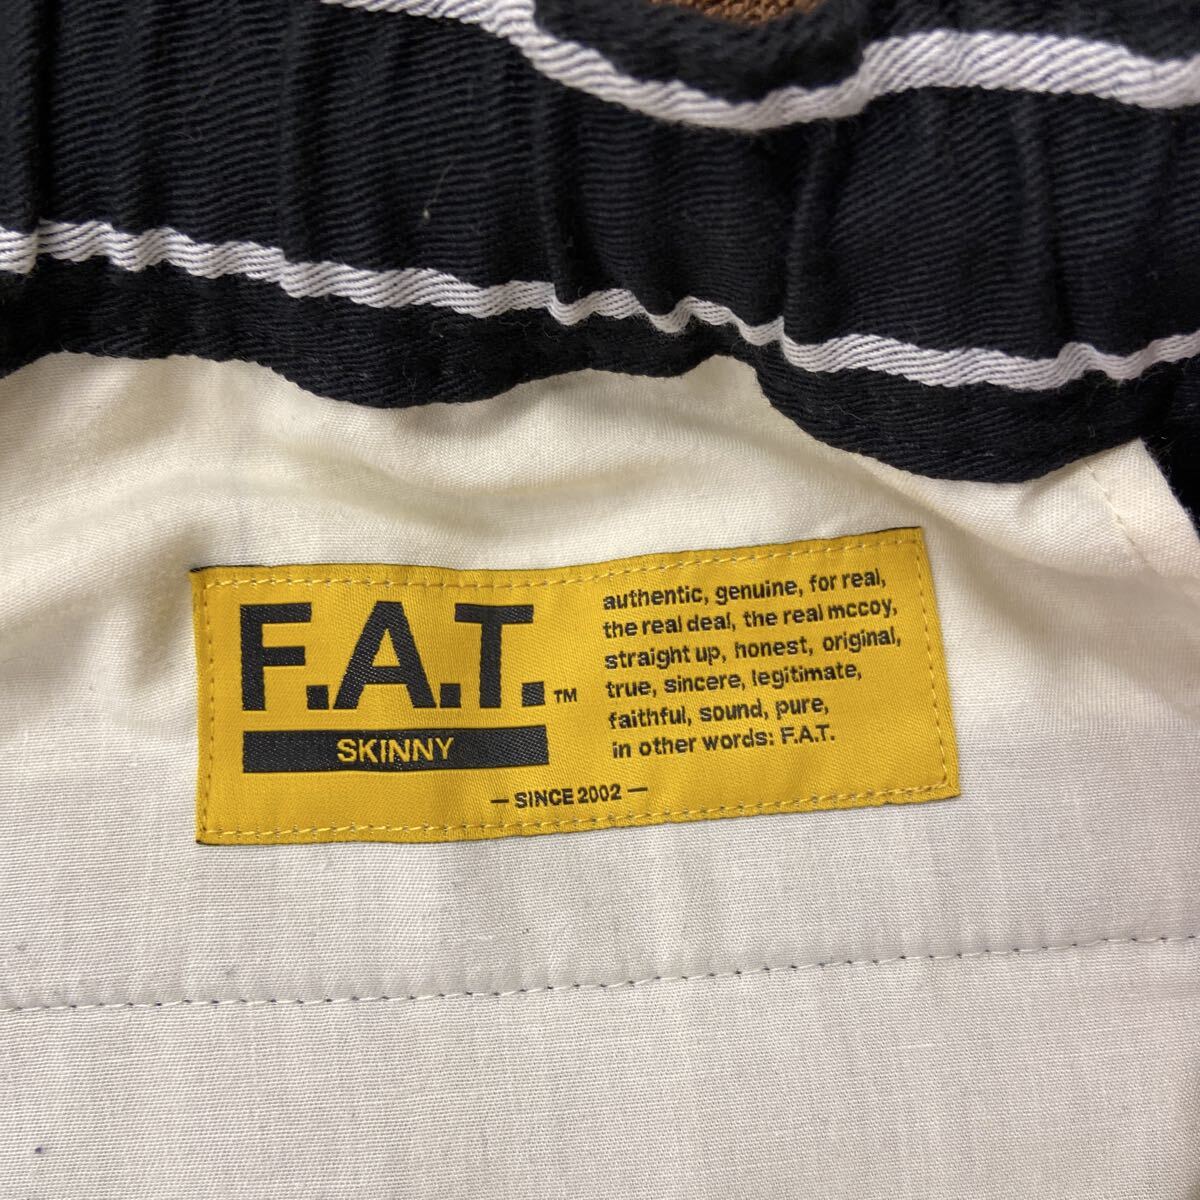 F.A.T.™
SKINNY
authentic, genuine, for real,
the real deal, the real mccoy,
straight up, honest, original,
true, sincere, legitimate,
faithful, sound, pure,
in other words: F.A.T.
— SINCE 2002 —